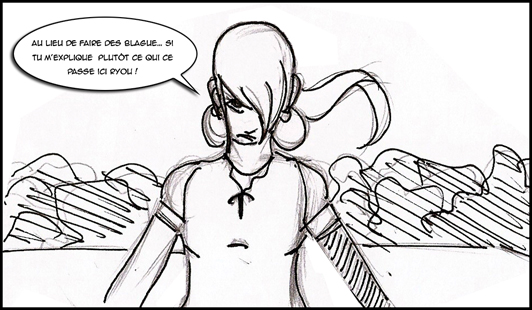 AU LIEU DE FAIRE DES BLAGUE... SI
TU M'EXPLIQUE PLUTÔT CE QUI CE
PASSE ICI RYOU !